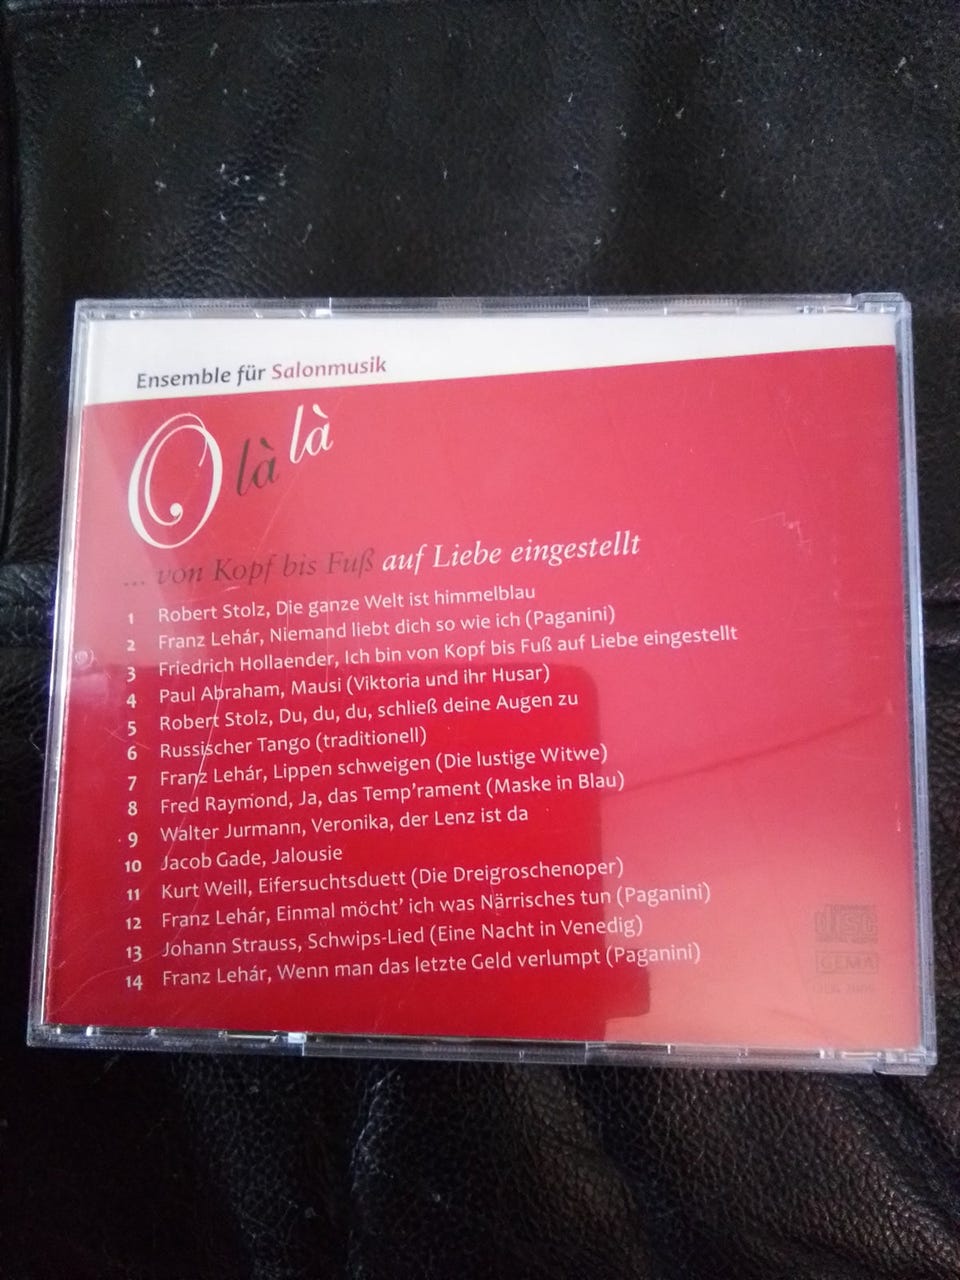 Ensemble für Salonmusik
O là là
... von Kopf bis Fuß auf Liebe eingestellt
1 Robert Stolz, Die ganze Welt ist himmelblau
2 Franz Lehár, Niemand liebt dich so wie ich (Paganini)
3 Friedrich Hollaender, Ich bin von Kopf bis Fuß auf Liebe eingestellt
4 Paul Abraham, Mausi (Viktoria und ihr Husar)
5 Robert Stolz, Du, du, du, schließ deine Augen zu
6 Russischer Tango (traditionell)
7 Franz Lehár, Lippen schweigen (Die lustige Witwe)
8 Fred Raymond, Ja, das Temp'rament (Maske in Blau)
9 Walter Jurmann, Veronika, der Lenz ist da
10 Jacob Gade, Jalousie
11 Kurt Weill, Eifersuchtsduett (Die Dreigroschenoper)
12 Franz Lehár, Einmal möcht' ich was Närrisches tun (Paganini)
13 Johann Strauss, Schwips-Lied (Eine Nacht in Venedig)
14 Franz Lehár, Wenn man das letzte Geld verlumpt (Paganini)
disc
GEMA